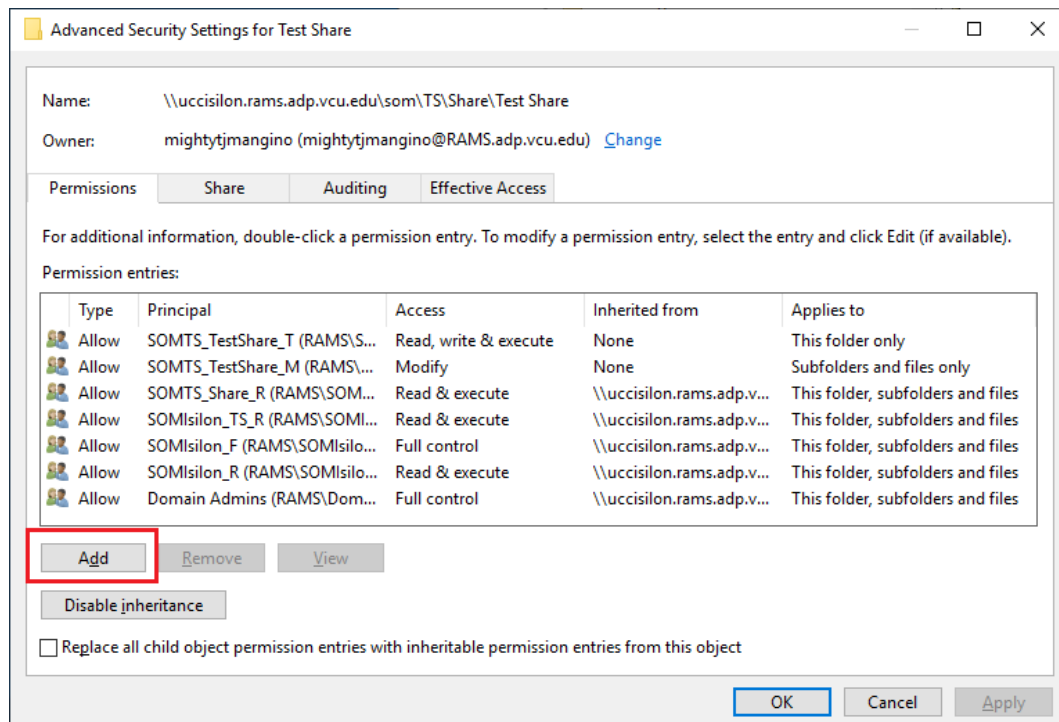 Advanced Security Settings for Test Share
Name: \\uccisilon.rams.adp.vcu.edu\som\TS\Share\Test Share
Owner: mightytjmangino (mightytjmangino@RAMS.adp.vcu.edu) Change
Permissions Share Auditing Effective Access
For additional information, double-click a permission entry. To modify a permission entry, select the entry and click Edit (if available).
Permission entries:
Type Principal Access Inherited from Applies to
Allow SOMTS_TestShare_T (RAMS\S... Read, write & execute None This folder only
Allow SOMTS_TestShare_M (RAMS\... Modify None Subfolders and files only
Allow SOMTS_Share_R (RAMS\SOM... Read & execute \\uccisilon.rams.adp.v... This folder, subfolders and files
Allow SOMIsilon_TS_R (RAMS\SOMI... Read & execute \\uccisilon.rams.adp.v... This folder, subfolders and files
Allow SOMIsilon_F (RAMS\SOMIsilo... Full control \\uccisilon.rams.adp.v... This folder, subfolders and files
Allow SOMIsilon_R (RAMS\SOMIsilo... Read & execute \\uccisilon.rams.adp.v... This folder, subfolders and files
Allow Domain Admins (RAMS\Dom... Full control \\uccisilon.rams.adp.v... This folder, subfolders and files
Add Remove View
Disable inheritance
Replace all child object permission entries with inheritable permission entries from this object
OK Cancel Apply